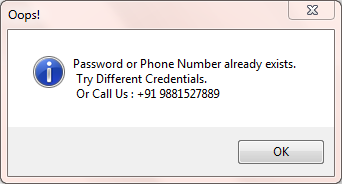 Oops!
Password or Phone Number already exists.
Try Different Credentials.
Or Call Us : +91 9881527889
OK